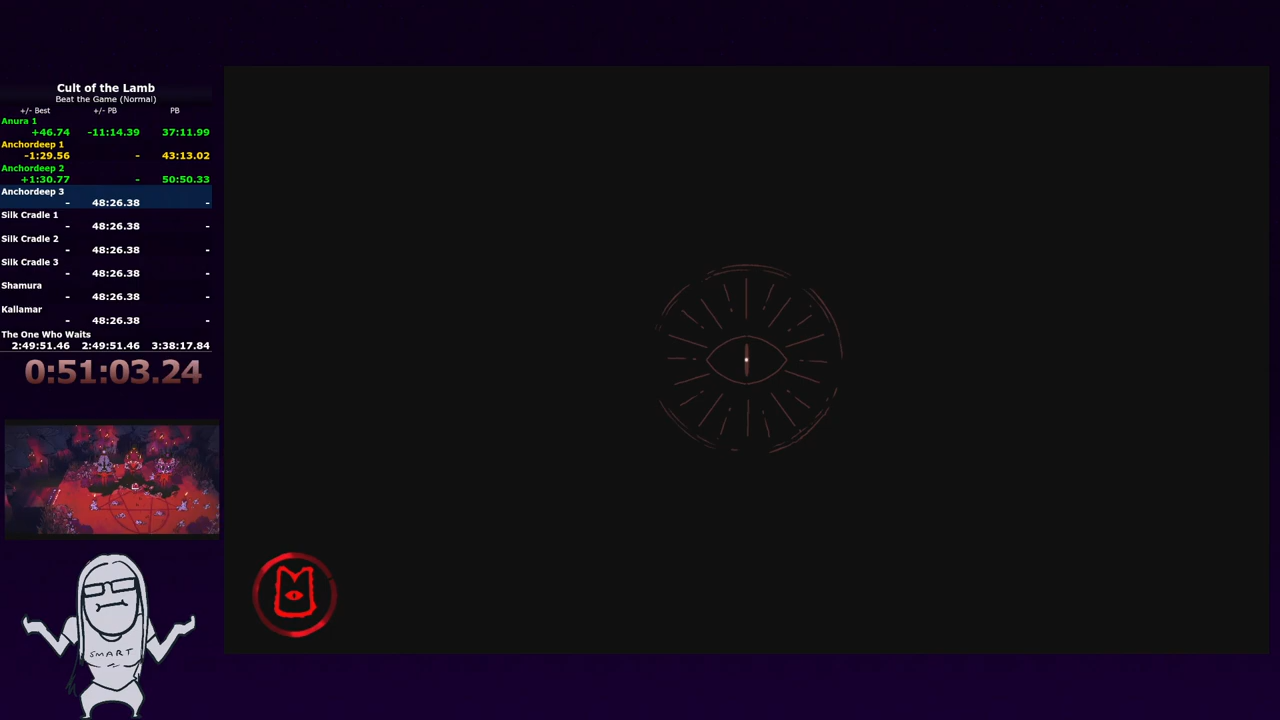 Cult of the Lamb
Beat the Game (Normal)
+/- Best +/- PB PB
Anura 1
+46.74 -11:14.39 37:11.99
Anchordeep 1
-1:29.56 - 43:13.02
Anchordeep 2
+1:30.77 - 50:50.33
Anchordeep 3
- 48:26.38 -
Silk Cradle 1
- 48:26.38 -
Silk Cradle 2
- 48:26.38 -
Silk Cradle 3
- 48:26.38 -
Shamura
- 48:26.38 -
Kallamar
- 48:26.38 -
The One Who Waits
2:49:51.46 2:49:51.46 3:38:17.84
0:51:03.24
SMART